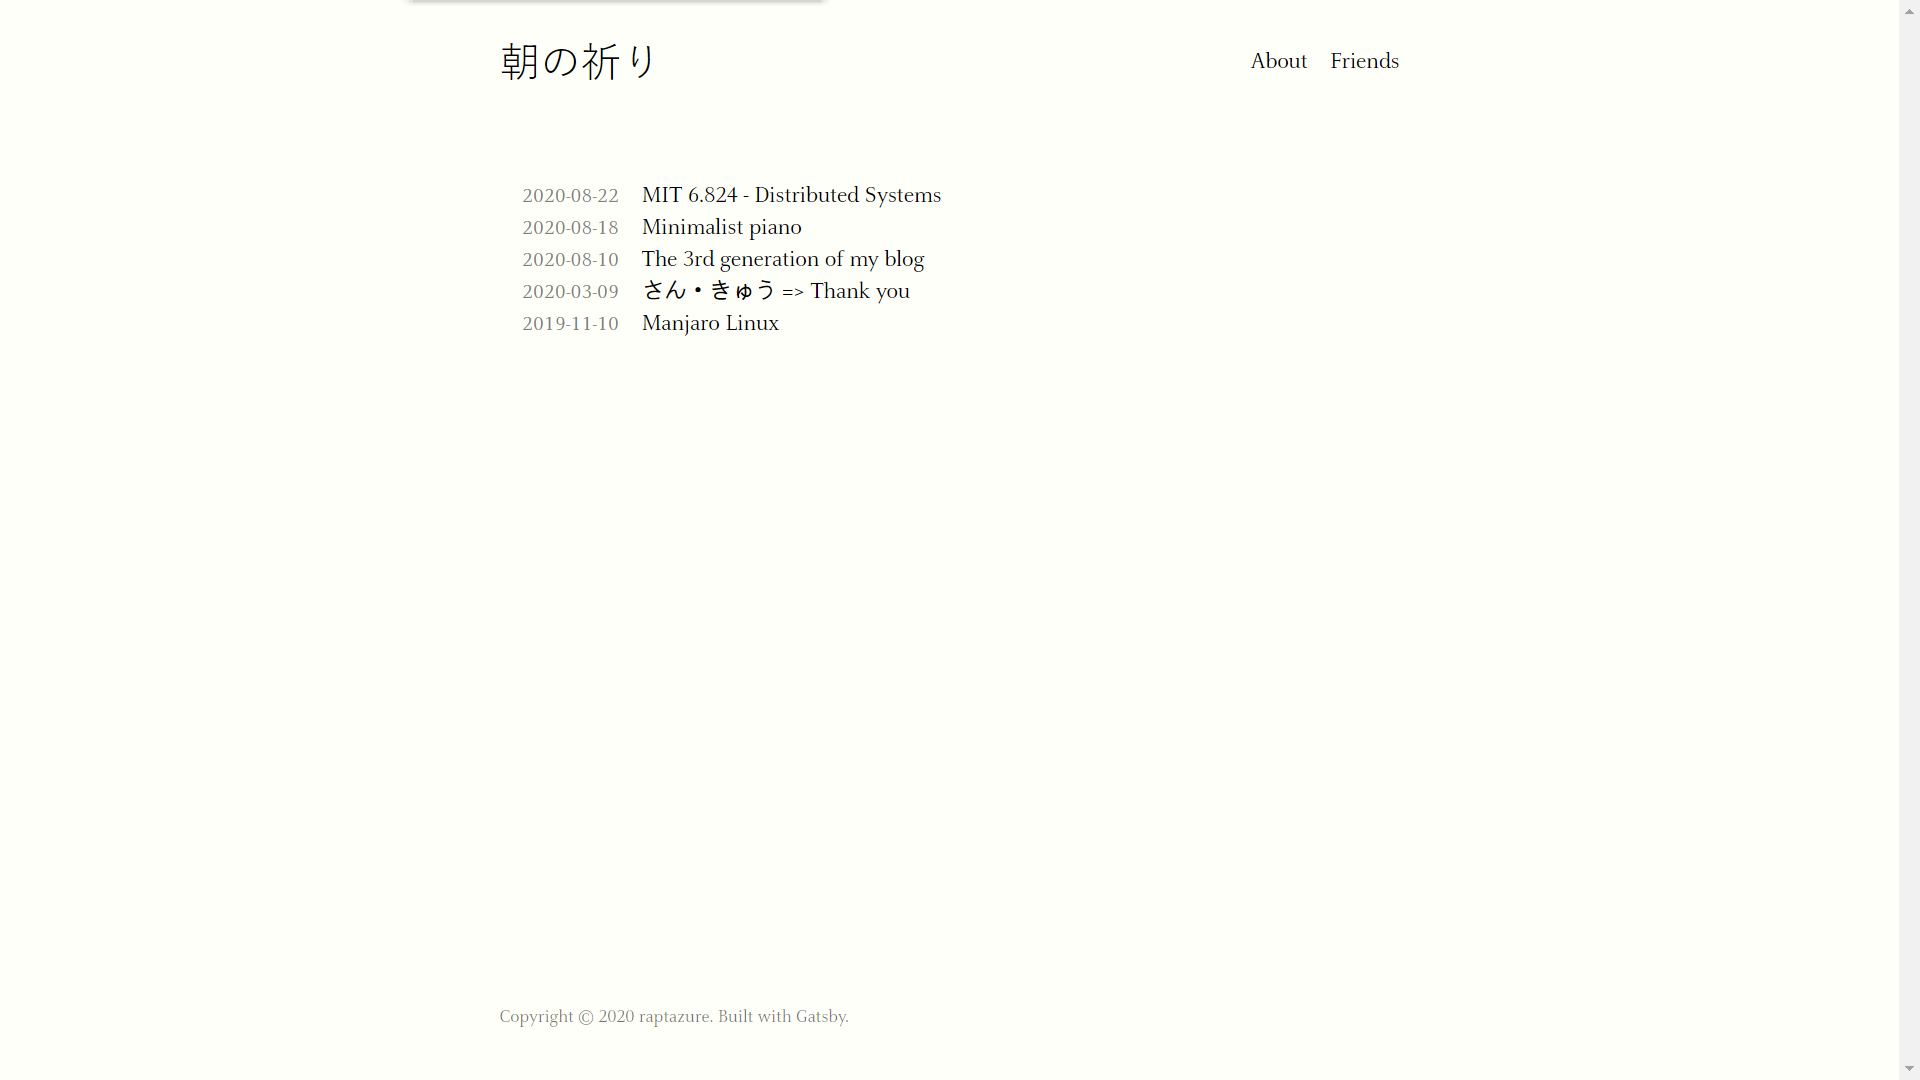 朝の祈り
About Friends
2020-08-22 MIT 6.824 - Distributed Systems
2020-08-18 Minimalist piano
2020-08-10 The 3rd generation of my blog
2020-03-09 さん・きゅう => Thank you
2019-11-10 Manjaro Linux
Copyright © 2020 raptazure. Built with Gatsby.